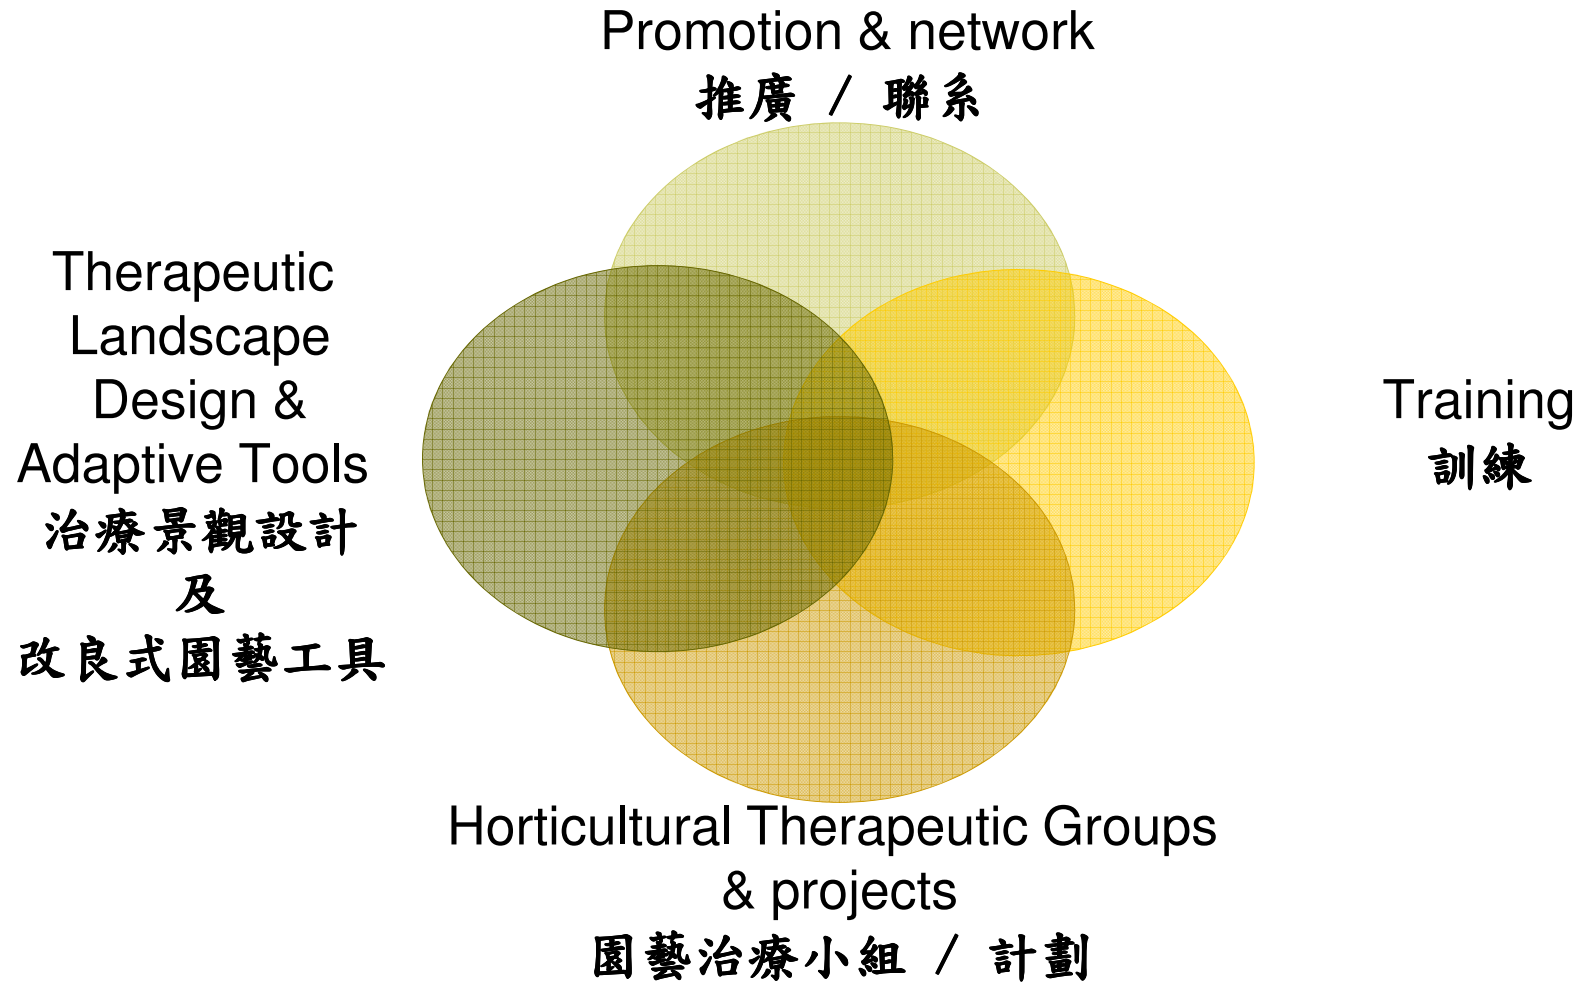 Promotion & network
推廣 / 聯系
Therapeutic
Landscape
Design &
Adaptive Tools
治療景觀設計
及
改良式園藝工具
Training
訓練
Horticultural Therapeutic Groups
& projects
園藝治療小組 / 計劃